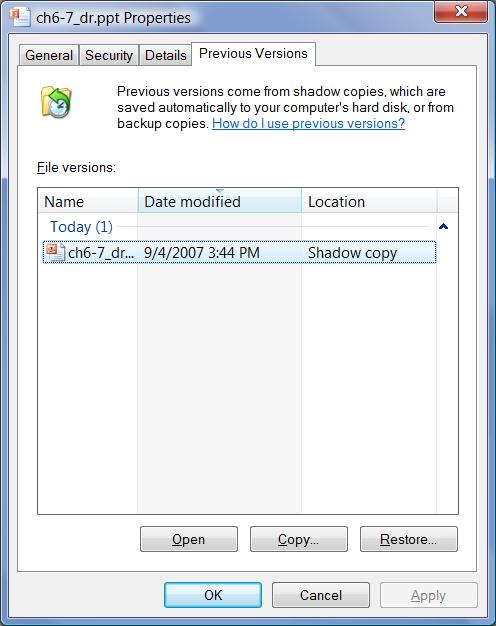 ch6-7_dr.ppt Properties
General Security Details Previous Versions
Previous versions come from shadow copies, which are
saved automatically to your computer's hard disk, or from
backup copies. How do I use previous versions?
File versions:
Name Date modified Location
Today (1)
ch6-7_dr... 9/4/2007 3:44 PM Shadow copy
Open Copy... Restore...
OK Cancel Apply